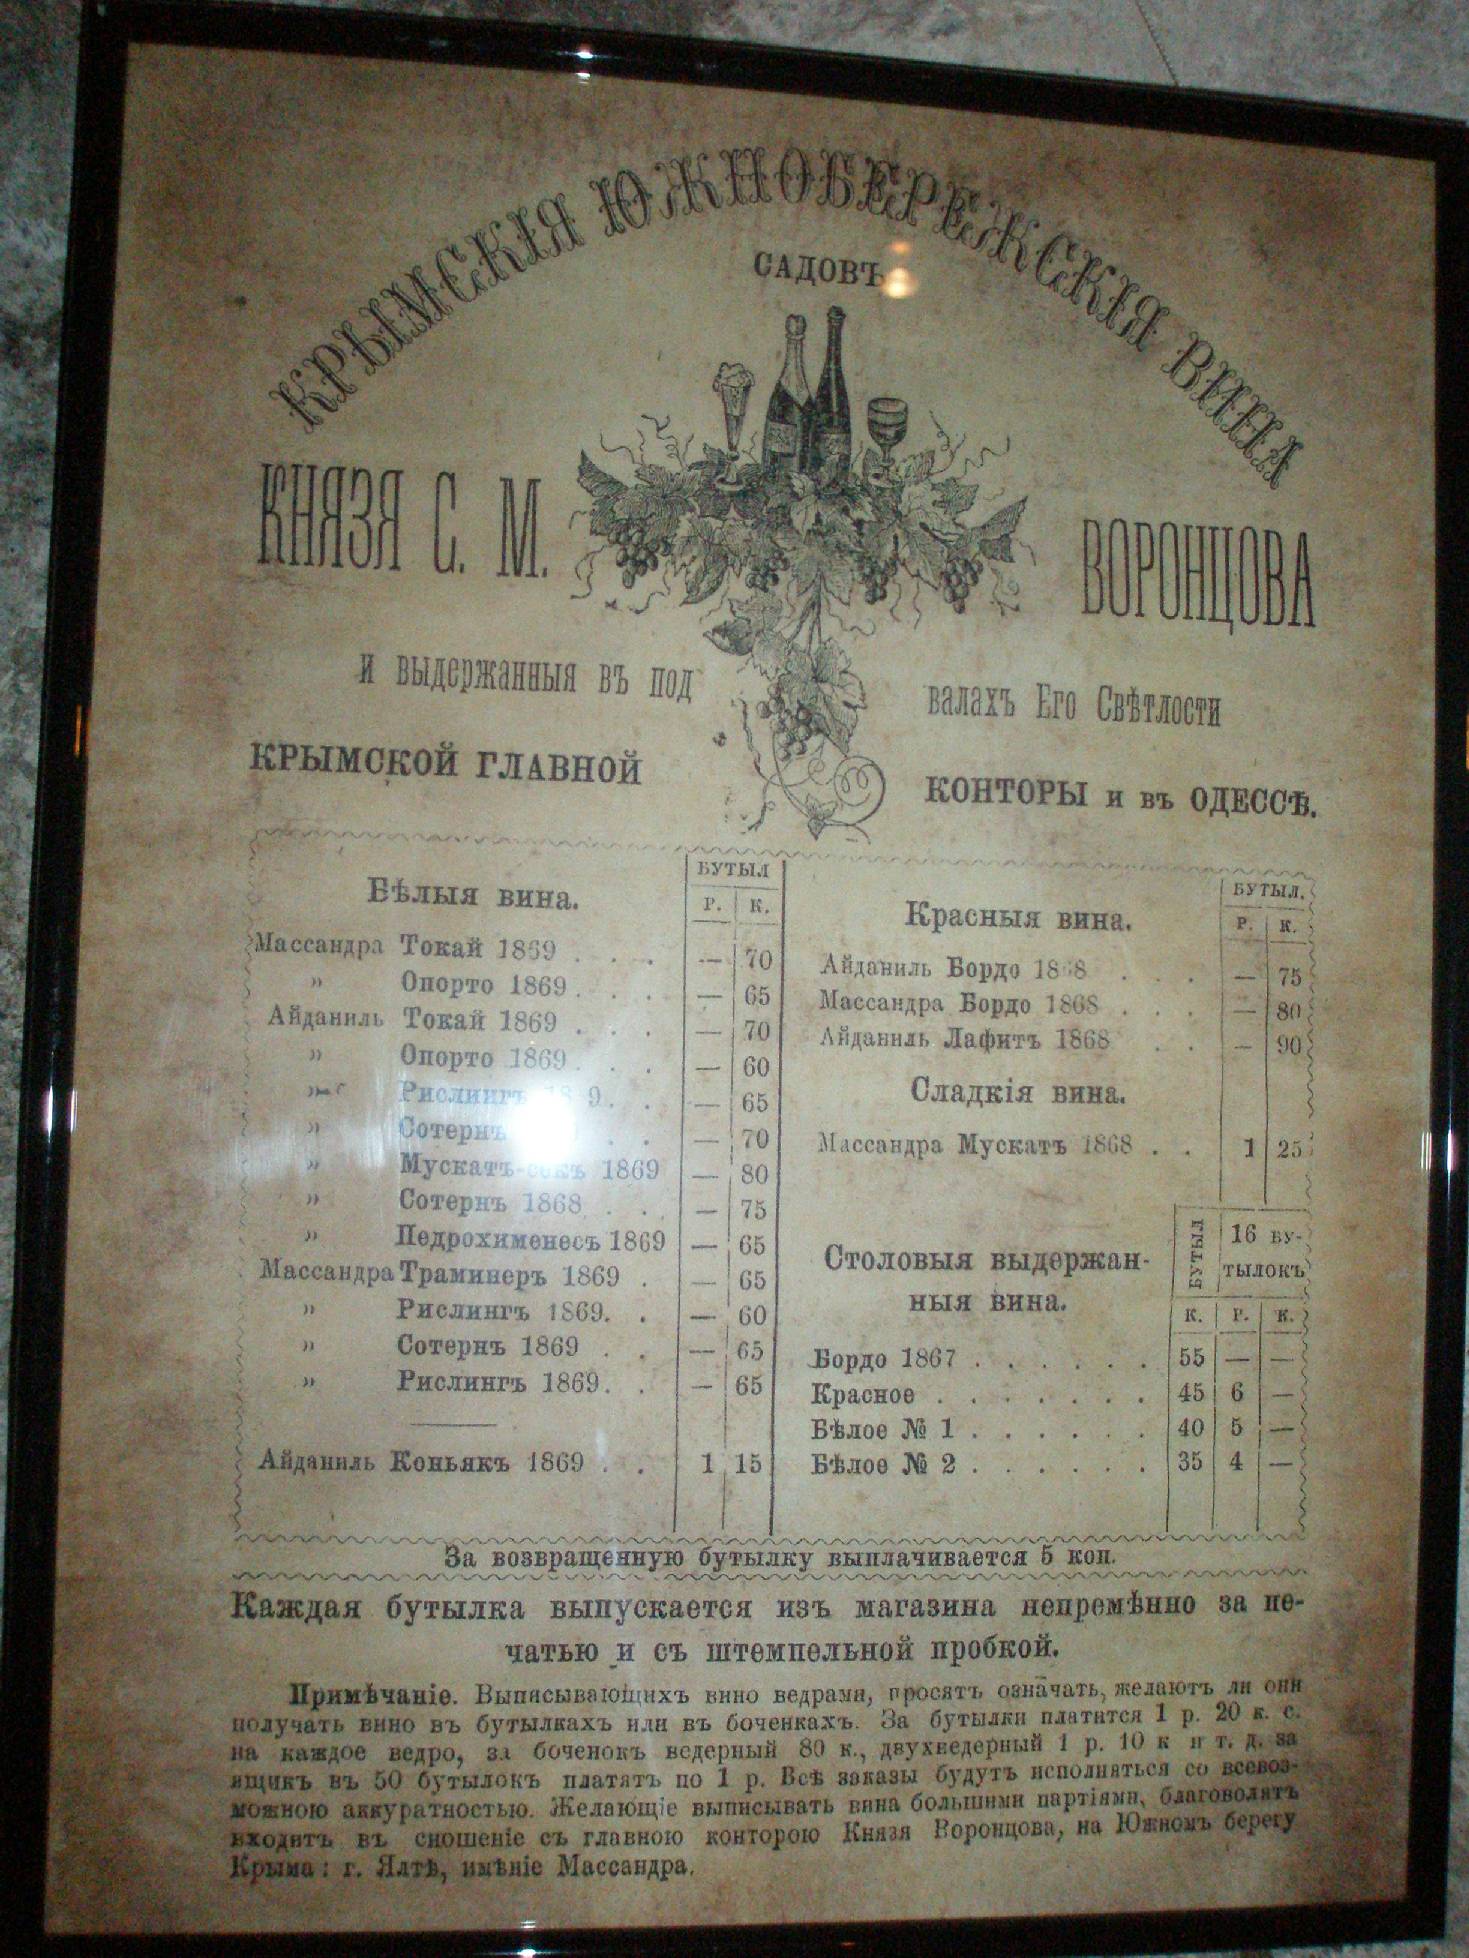 КРЫМСКІЯ ЮЖНОБЕРЕЖСКІЯ ВИНА
САДОВЪ
КНЯЗЯ С. М. ВОРОНЦОВА
И ВЫДЕРЖАННЫЯ ВЪ ПОД ВАЛАХЪ ЕГО СВѢТЛОСТИ
КРЫМСКОЙ ГЛАВНОЙ КОНТОРЫ И ВЪ ОДЕССѢ.
Бѣлыя вина. БУТЫЛ
Р. К.
Массандра Токай 1869 . . . — 70
„ Опорто 1869 . . . — 65
Айданиль Токай 1869 . . . — 70
„ Опорто 1869 . . . — 60
„ Рислингъ . . — 65
„ Сотернъ . . — 70
„ 1869 — 80
„ Сотернъ 1868 . . . — 75
„ Педрохименесъ 1869 — 65
Массандра Траминеръ 1869 . — 65
„ Рислингъ 1869. . — 60
„ Сотернъ 1869 . . — 65
„ Рислингъ 1869. . — 65
Айданиль Коньякъ 1869 . . 1 15
Красныя вина. БУТЫЛ.
Р. К.
Айданиль Бордо . . . — 75
Массандра Бордо 1868 . . . — 80
Айданиль Лафитъ 1868 . . — 90
Сладкія вина.
Массандра Мускатъ 1868 . . 1 25
Столовыя выдержан-
ныя вина.
БУТЫЛ 16 БУ-
ТЫЛОКЪ
К. Р. К.
Бордо 1867 . . . . . . 55 — —
Красное . . . . . . . 45 6 —
Бѣлое № 1 . . . . . . 40 5 —
Бѣлое № 2 . . . . . . 35 4 —
За возвращенную бутылку выплачивается 5 коп.
Каждая бутылка выпускается изъ магазина непремѣнно за пе-
чатью и съ штемпельной пробкой.
Примѣчаніе. Выписывающихъ вино ведрами, просятъ означать, желаютъ ли они
получать вино въ бутылкахъ или въ боченкахъ. За бутылки платится 1 р. 20 к. с.
на каждое ведро, за боченокъ ведерный 80 к., двухведерный 1 р. 10 к и т. д. за
ящикъ въ 50 бутылокъ платятъ по 1 р. Всѣ заказы будутъ исполняться со всевоз-
можною аккуратностью. Желающіе выписывать вина большими партіями, благоволятъ
входить въ сношеніе съ главною конторою Князя Воронцова, на Южномъ берегу
Крыма: г. Ялтѣ, имѣніе Массандра.